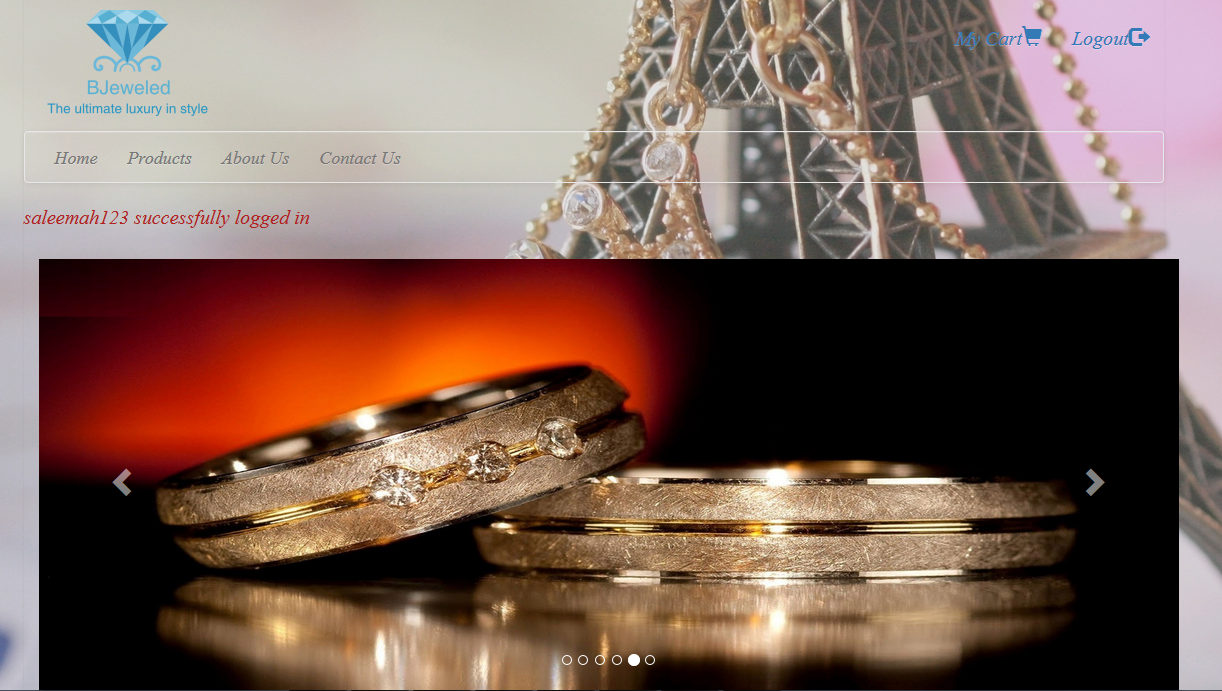 BJeweled
The ultimate luxury in style
My Cart
Logout
Home
Products
About Us
Contact Us
saleemah123 successfully logged in